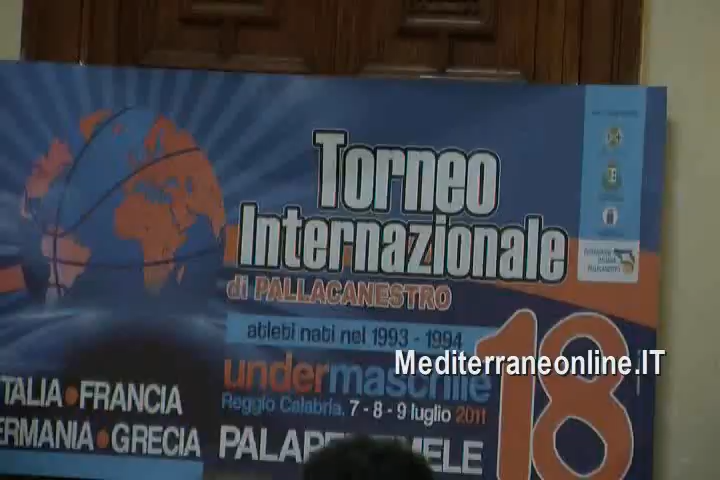 Torneo
Internazionale
di PALLACANESTRO
atleti nati nel 1993 - 1994
under maschile 18
Reggio Calabria, 7 - 8 - 9 luglio 2011
TALIA • FRANCIA
ERMANIA • GRECIA
Mediterraneonline.IT